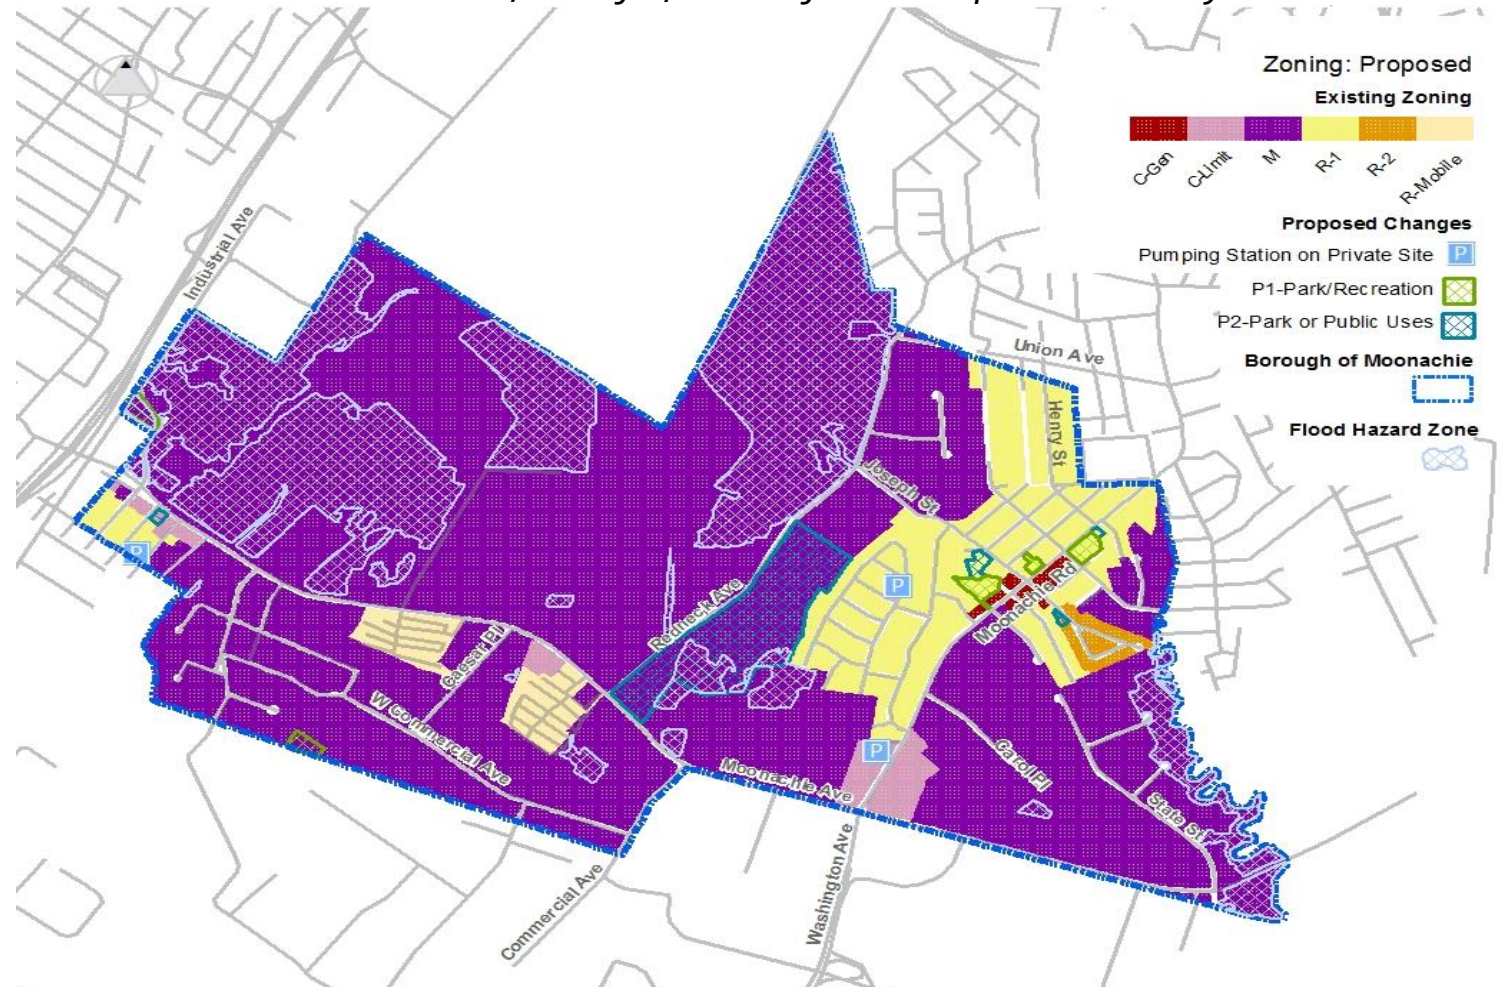 Zoning: Proposed
Existing Zoning
C-Gen
C-Limit
M
R-1
R-2
R-Mobile
Proposed Changes
Pumping Station on Private Site P
P1-Park/Recreation
P2-Park or Public Uses
Borough of Moonachie
Flood Hazard Zone
Industrial Ave
Union Ave
Henry St
Joseph St
P
P
Redneck Ave
Moonachie Rd
Caesar Pl
W Commercial Ave
P
Moonachie Ave
Carol Pl
State St
Washington Ave
Commercial Ave